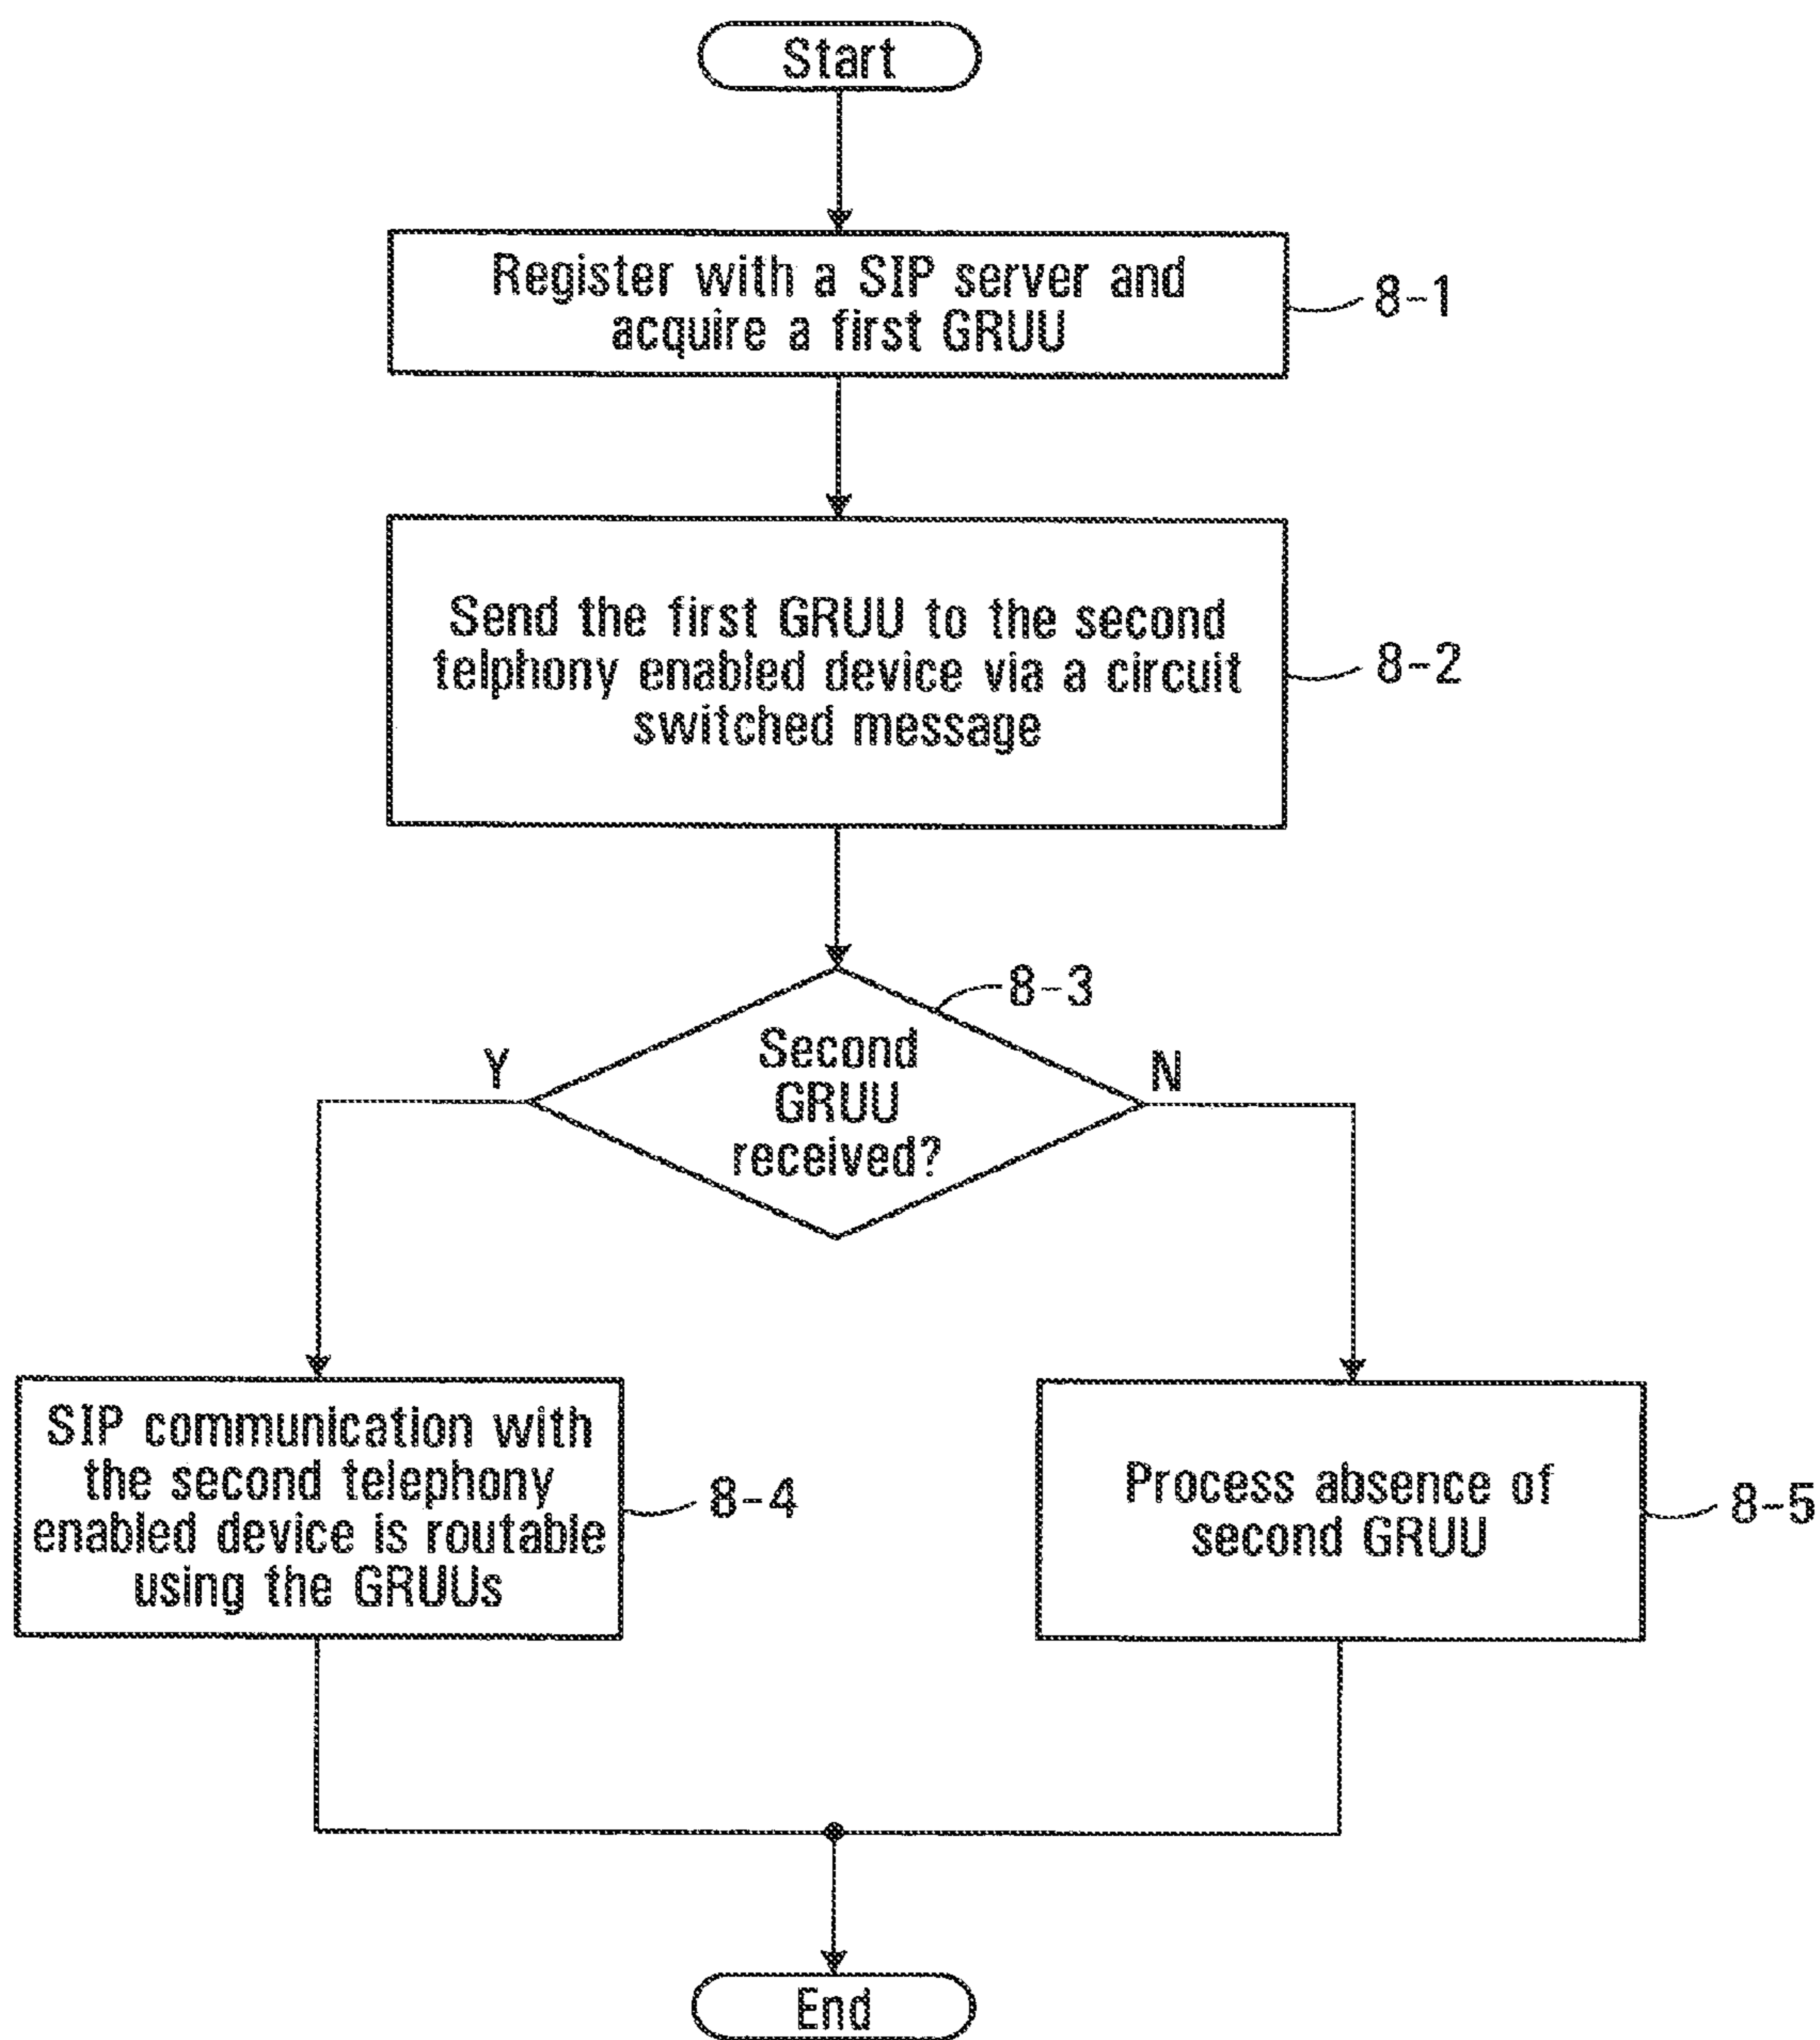 Start
Register with a SIP server and
acquire a first GRUU
8-1
Send the first GRUU to the second
telphony enabled device via a circuit
switched message
8-2
8-3
Second
GRUU
received?
Y
N
SIP communication with
the second telephony
enabled device is routable
using the GRUUs
8-4
Process absence of
second GRUU
8-5
End